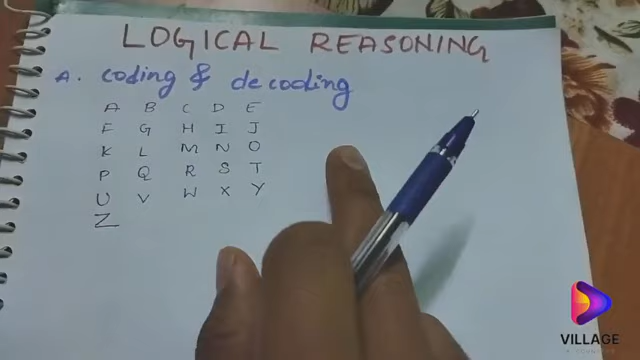 LOGICAL REASONING
A. coding & decoding
A B C D E
F G H I J
K L M N O
P Q R S T
U V W X Y
Z
VILLAGE